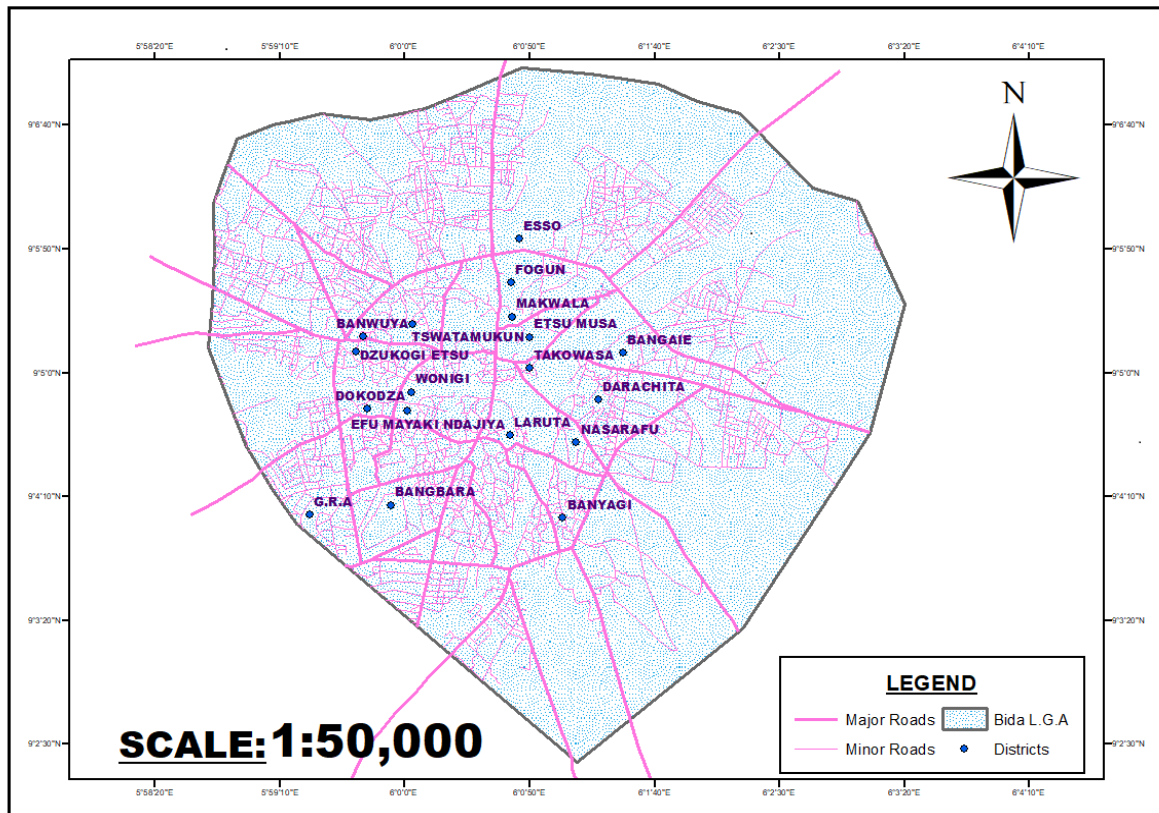 5°58'20"E 5°59'10"E 6°0'0"E 6°0'50"E 6°1'40"E 6°2'30"E 6°3'20"E 6°4'10"E
N
9°6'40"N 9°6'40"N
ESSO
9°5'50"N 9°5'50"N
FOGUN
MAKWALA
BANWUYA ETSU MUSA
TSWATAMUKUN BANGAIE
DZUKOGI ETSU TAKOWASA
9°5'0"N 9°5'0"N
WONIGI DARACHITA
DOKODZA
EFU MAYAKI NDAJIYA LARUTA NASARAFU
9°4'10"N 9°4'10"N
G.R.A BANGBARA BANYAGI
9°3'20"N 9°3'20"N
LEGEND
Major Roads Bida L.G.A
Minor Roads Districts
SCALE: 1:50,000
9°2'30"N 9°2'30"N
5°58'20"E 5°59'10"E 6°0'0"E 6°0'50"E 6°1'40"E 6°2'30"E 6°3'20"E 6°4'10"E